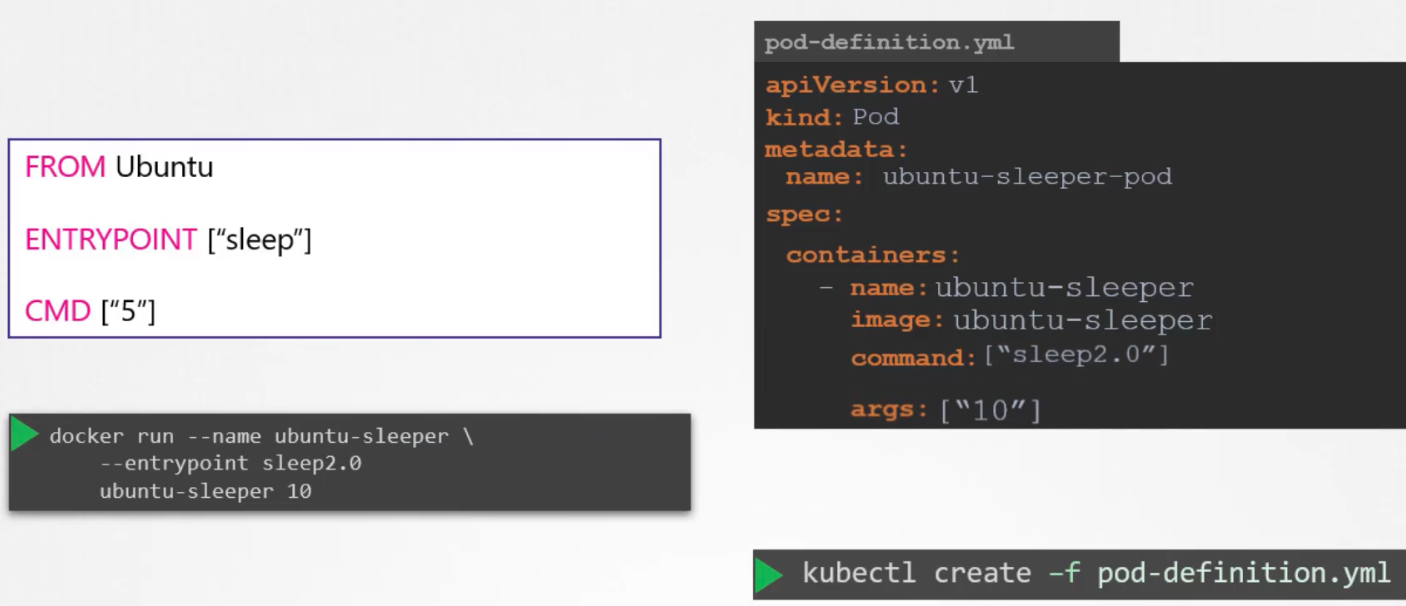 FROM Ubuntu
ENTRYPOINT [“sleep”]
CMD [“5”]
docker run --name ubuntu-sleeper \
--entrypoint sleep2.0
ubuntu-sleeper 10
pod-definition.yml
apiVersion: v1
kind: Pod
metadata:
name: ubuntu-sleeper-pod
spec:
containers:
- name: ubuntu-sleeper
image: ubuntu-sleeper
command: [“sleep2.0”]
args: [“10”]
kubectl create –f pod-definition.yml